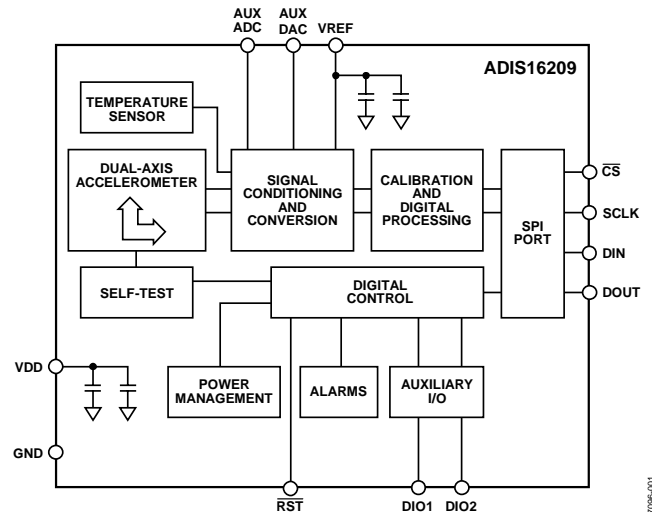 AUX
ADC
AUX
DAC
VREF
ADIS16209
TEMPERATURE
SENSOR
DUAL-AXIS
ACCELEROMETER
SIGNAL
CONDITIONING
AND
CONVERSION
CALIBRATION
AND
DIGITAL
PROCESSING
SPI
PORT
CS
SCLK
DIN
DOUT
SELF-TEST
DIGITAL
CONTROL
VDD
POWER
MANAGEMENT
ALARMS
AUXILIARY
I/O
GND
RST
DIO1
DIO2